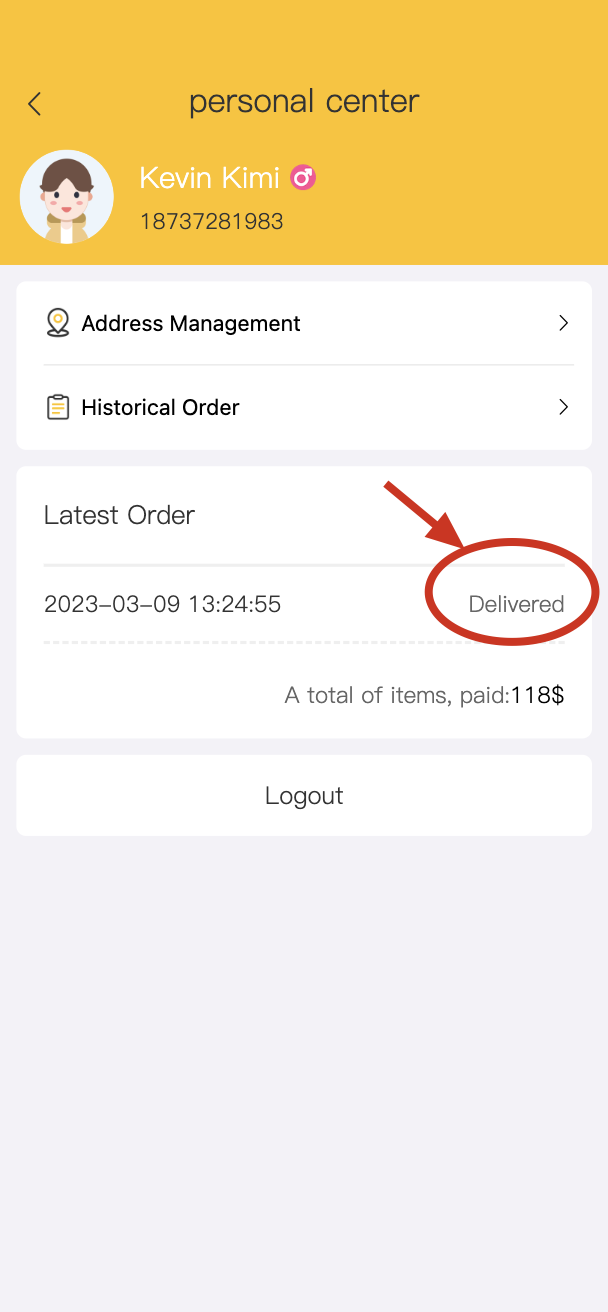 personal center
Kevin Kimi
18737281983
Address Management
Historical Order
Latest Order
2023-03-09 13:24:55 Delivered
A total of items, paid:118$
Logout